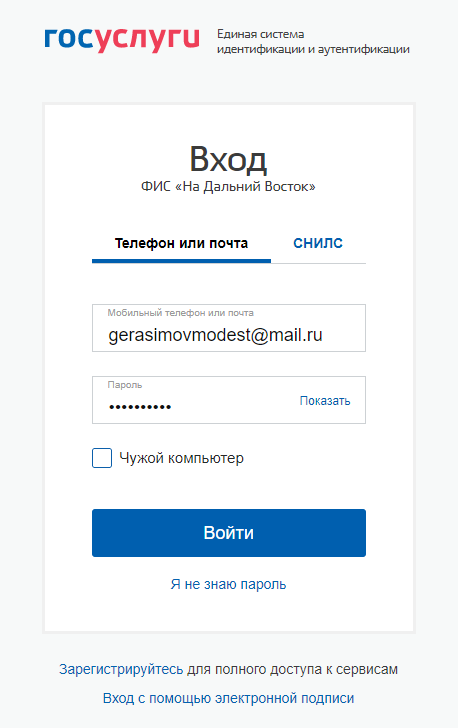 госуслуги
Единая система
идентификации и аутентификации
Вход
ФИС «На Дальний Восток»
Телефон или почта
СНИЛС
Мобильный телефон или почта
gerasimovmodest@mail.ru
Пароль
••••••••••
Показать
Чужой компьютер
Войти
Я не знаю пароль
Зарегистрируйтесь для полного доступа к сервисам
Вход с помощью электронной подписи